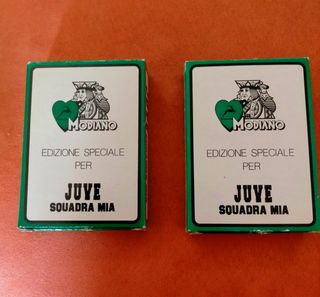 MODIANO
EDIZIONE SPECIALE
PER
JUVE
SQUADRA MIA
MODIANO
EDIZIONE SPECIALE
PER
JUVE
SQUADRA MIA